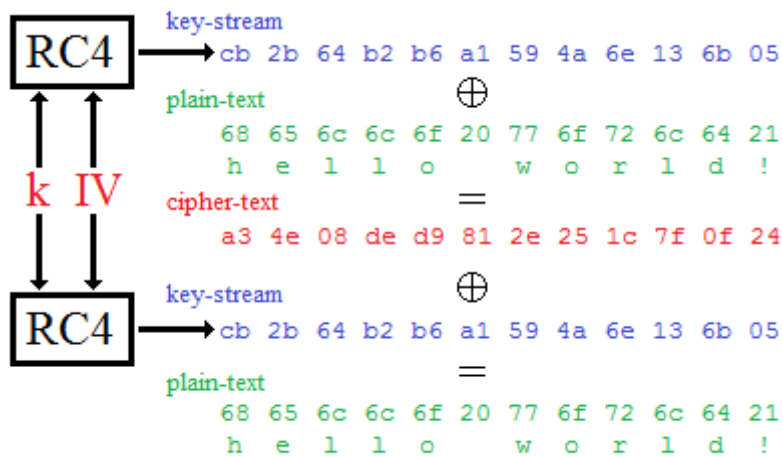 key-stream
RC4
cb 2b 64 b2 b6 a1 59 4a 6e 13 6b 05
plain-text
68 65 6c 6c 6f 20 77 6f 72 6c 64 21
h e l l o w o r l d !
k IV
cipher-text
=
a3 4e 08 de d9 81 2e 25 1c 7f 0f 24
key-stream
RC4
cb 2b 64 b2 b6 a1 59 4a 6e 13 6b 05
=
plain-text
68 65 6c 6c 6f 20 77 6f 72 6c 64 21
h e l l o w o r l d !